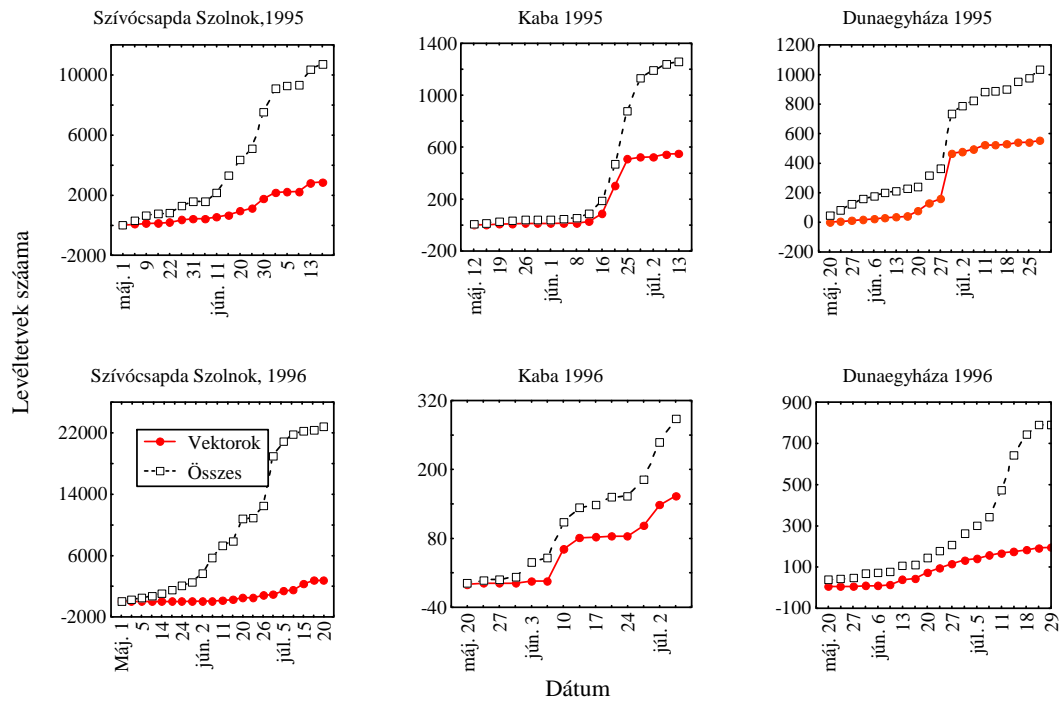 Szívócsapda Szolnok,1995
10000
6000
2000
-2000
máj. 1
9
22
31
jún. 11
20
30
5
13
Kaba 1995
1400
1000
600
200
-200
máj. 12
19
26
jún. 1
8
16
25
júl. 2
13
Dunaegyháza 1995
1200
1000
800
600
400
200
0
-200
máj. 20
27
jún. 6
13
20
27
júl. 2
11
18
25
Levéltetvek száama
Szívócsapda Szolnok, 1996
22000
14000
6000
-2000
Vektorok
Összes
Máj. 1
5
14
24
jún. 2
11
20
26
júl. 5
15
20
Kaba 1996
320
200
80
-40
máj. 20
27
jún. 3
10
17
24
júl. 2
Dunaegyháza 1996
900
700
500
300
100
-100
máj. 20
27
jún. 6
13
20
27
júl. 5
11
18
29
Dátum